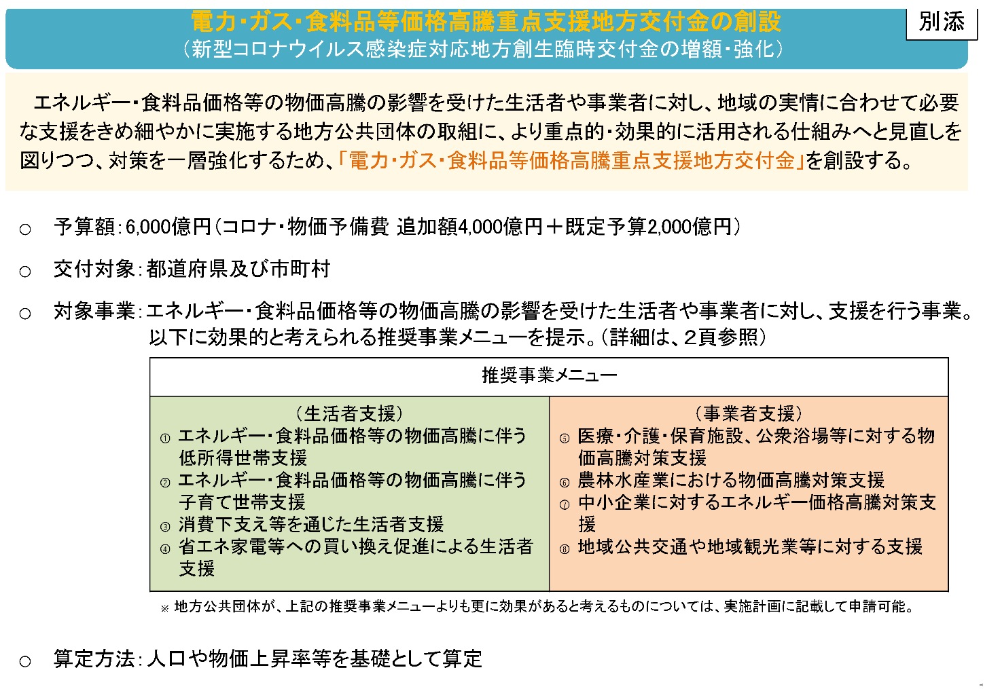 電力・ガス・食料品等価格高騰重点支援地方交付金の創設
（新型コロナウイルス感染症対応地方創生臨時交付金の増額・強化）
別添
エネルギー・食料品価格等の物価高騰の影響を受けた生活者や事業者に対し、地域の実情に合わせて必要
な支援をきめ細やかに実施する地方公共団体の取組に、より重点的・効果的に活用される仕組みへと見直しを
図りつつ、対策を一層強化するため、「電力・ガス・食料品等価格高騰重点支援地方交付金」を創設する。
○ 予算額：6,000億円（コロナ・物価予備費 追加額4,000億円＋既定予算2,000億円）
○ 交付対象：都道府県及び市町村
○ 対象事業：エネルギー・食料品価格等の物価高騰の影響を受けた生活者や事業者に対し、支援を行う事業。
以下に効果的と考えられる推奨事業メニューを提示。（詳細は、２頁参照）
推奨事業メニュー
（生活者支援）
① エネルギー・食料品価格等の物価高騰に伴う
低所得世帯支援
② エネルギー・食料品価格等の物価高騰に伴う
子育て世帯支援
③ 消費下支え等を通じた生活者支援
④ 省エネ家電等への買い換え促進による生活者
支援
（事業者支援）
⑤ 医療・介護・保育施設、公衆浴場等に対する物
価高騰対策支援
⑥ 農林水産業における物価高騰対策支援
⑦ 中小企業に対するエネルギー価格高騰対策支
援
⑧ 地域公共交通や地域観光業等に対する支援
※ 地方公共団体が、上記の推奨事業メニューよりも更に効果があると考えるものについては、実施計画に記載して申請可能。
○ 算定方法：人口や物価上昇率等を基礎として算定